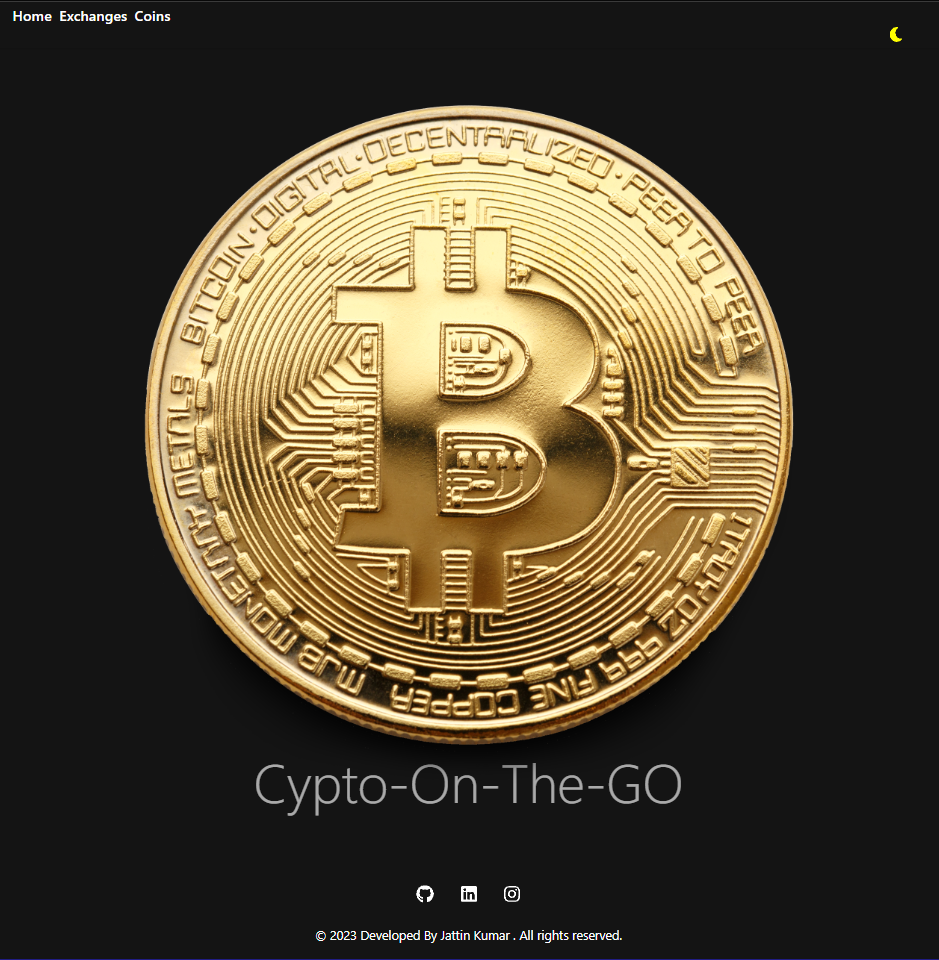 Home Exchanges Coins
BITCOIN·DIGITAL·DECENTRALIZED·PEER TO PEER
1 TROY OZ 999 FINE COPPER MJB MONETARY METALS
Cypto-On-The-GO
© 2023 Developed By Jattin Kumar . All rights reserved.